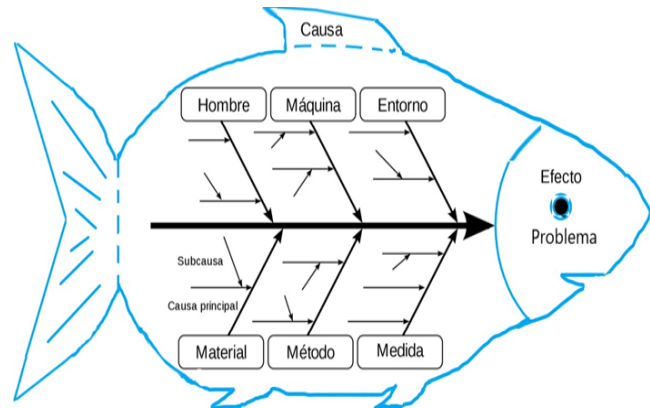 Causa
Hombre
Máquina
Entorno
Efecto
Problema
Subcausa
Causa principal
Material
Método
Medida